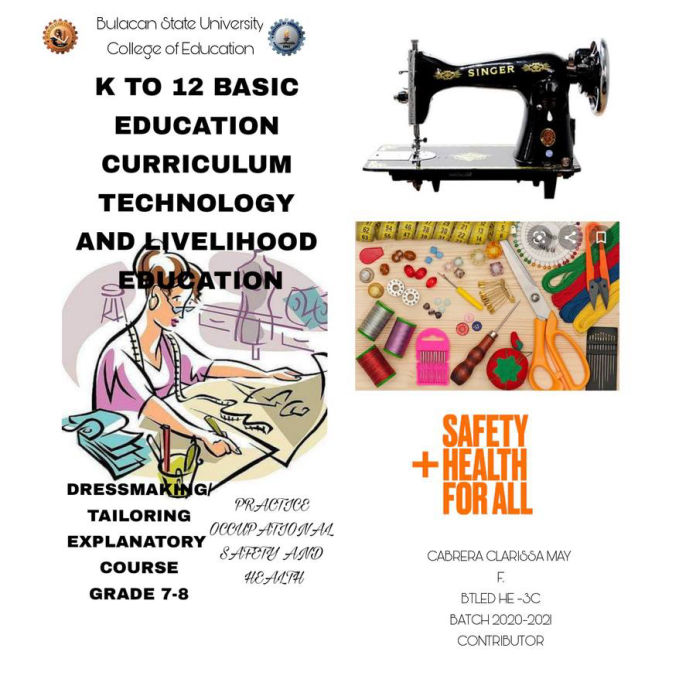 Bulacan State University
College of Education
K TO 12 BASIC
EDUCATION
CURRICULUM
TECHNOLOGY
AND LIVELIHOOD
EDUCATION
DRESSMAKING/
TAILORING
EXPLANATORY
COURSE
GRADE 7-8
PRACTICE
OCCUPATIONAL
SAFETY AND
HEALTH
SINGER
SAFETY
+HEALTH
FOR ALL
CABRERA CLARISSA MAY
F.
BTLED HE -3C
BATCH 2020-2021
CONTRIBUTOR